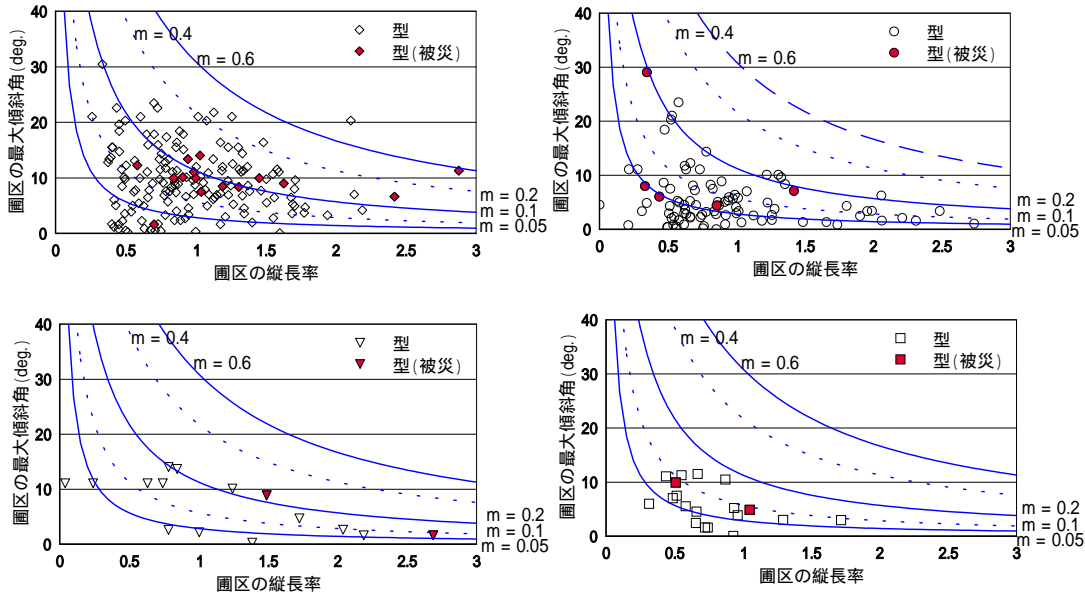 圃区の最大傾斜角(deg.)
40
30
20
10
0
0 0.5 1 1.5 2 2.5 3
圃区の縦長率
m = 0.4
m = 0.6
m = 0.2
m = 0.1
m = 0.05
型
型(被災)
圃区の最大傾斜角(deg.)
40
30
20
10
0
0 0.5 1 1.5 2 2.5 3
圃区の縦長率
m = 0.4
m = 0.6
m = 0.2
m = 0.1
m = 0.05
型
型(被災)
圃区の最大傾斜角(deg.)
40
30
20
10
0
0 0.5 1 1.5 2 2.5 3
圃区の縦長率
m = 0.4
m = 0.6
m = 0.2
m = 0.1
m = 0.05
型
型(被災)
圃区の最大傾斜角(deg.)
40
30
20
10
0
0 0.5 1 1.5 2 2.5 3
圃区の縦長率
m = 0.4
m = 0.6
m = 0.2
m = 0.1
m = 0.05
型
型(被災)